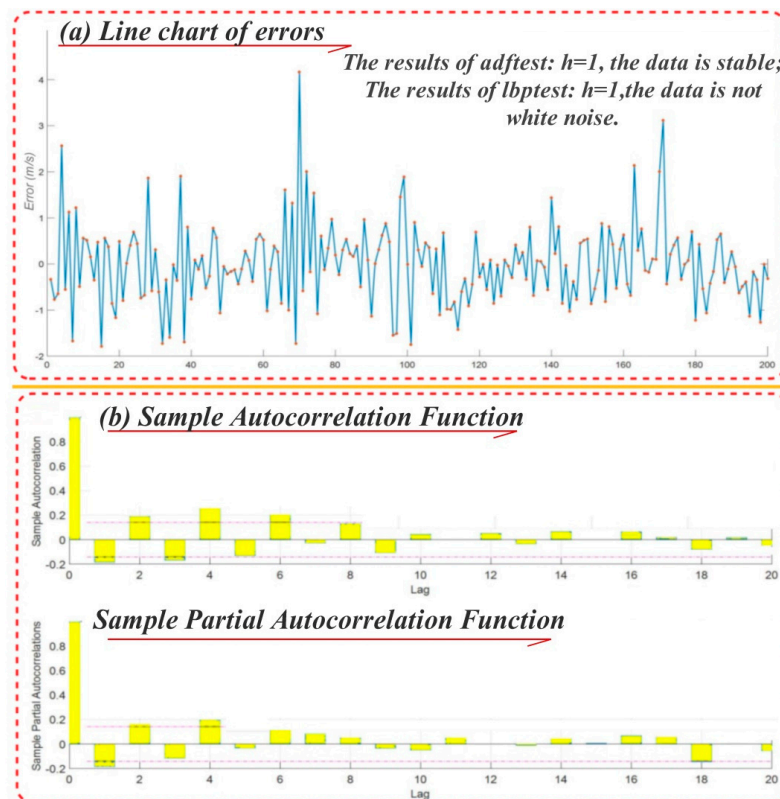 (a) Line chart of errors
The results of adftest: h=1, the data is stable;
The results of lbptest: h=1,the data is not
white noise.
Error (m/s)
4
3
2
1
0
-1
-2
0 20 40 60 80 100 120 140 160 180 200
(b) Sample Autocorrelation Function
Sample Autocorrelation
0.8
0.6
0.4
0.2
0
-0.2
0 2 4 6 8 10 12 14 16 18 20
Lag
Sample Partial Autocorrelation Function
Sample Partial Autocorrelations
0.8
0.6
0.4
0.2
0
-0.2
0 2 4 6 8 10 12 14 16 18 20
Lag